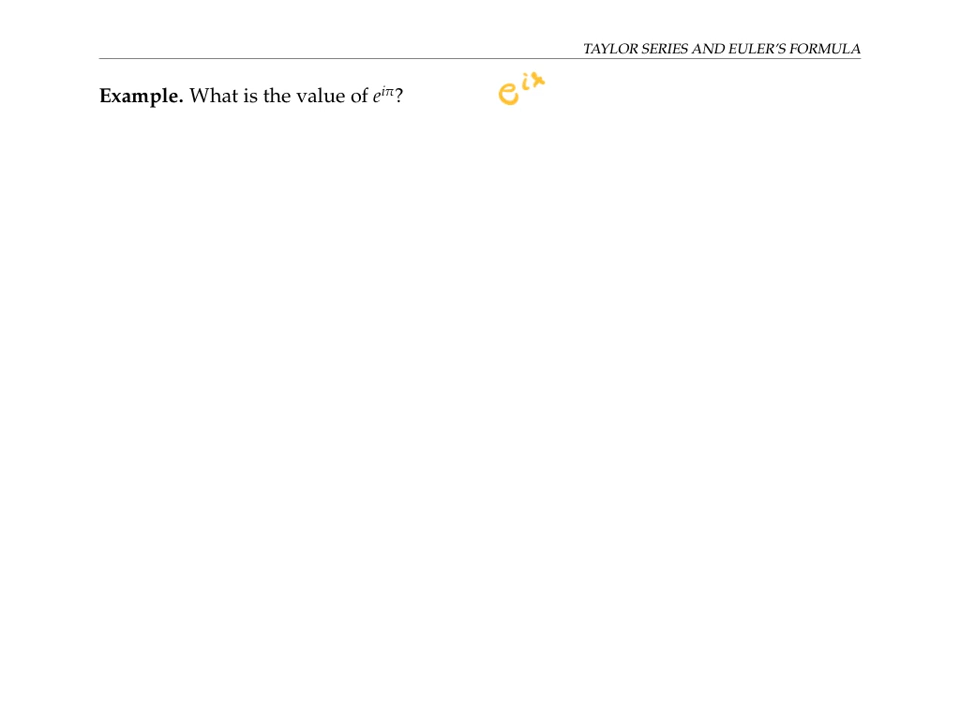 TAYLOR SERIES AND EULER'S FORMULA
Example. What is the value of e^{iπ}? e^{ix}